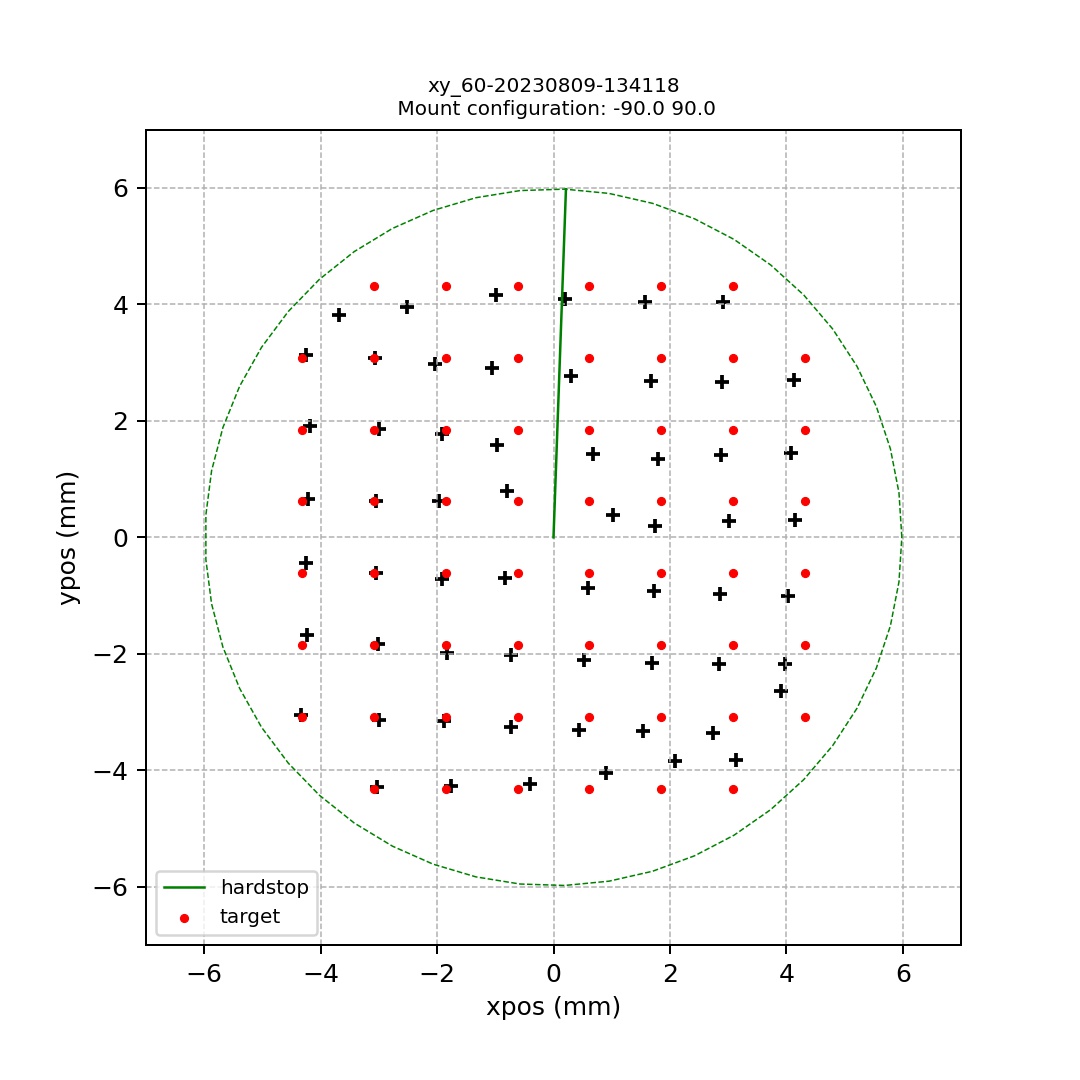 xy_60-20230809-134118
Mount configuration: -90.0 90.0
ypos (mm)
6
4
2
0
−2
−4
−6
hardstop
target
−6 −4 −2 0 2 4 6
xpos (mm)